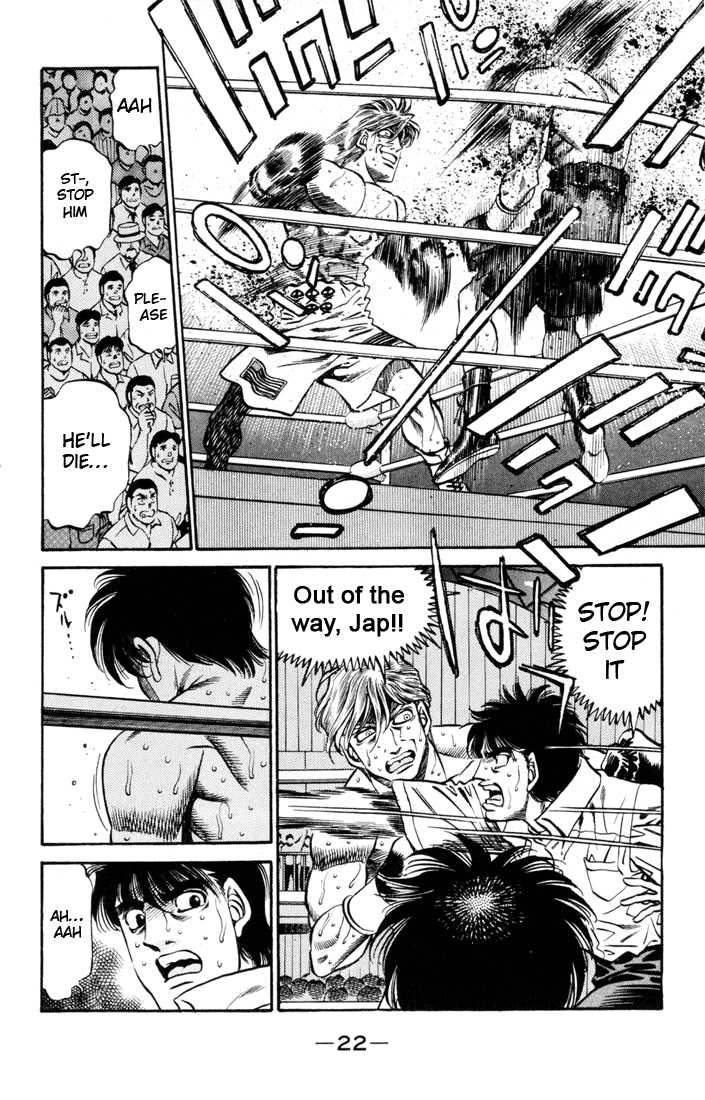 AAH
ST-,
STOP
HIM
PLE-
ASE
HE'LL
DIE...
STOP!
STOP
IT
Out of the
way, Jap!!
AH...
AAH
—22—